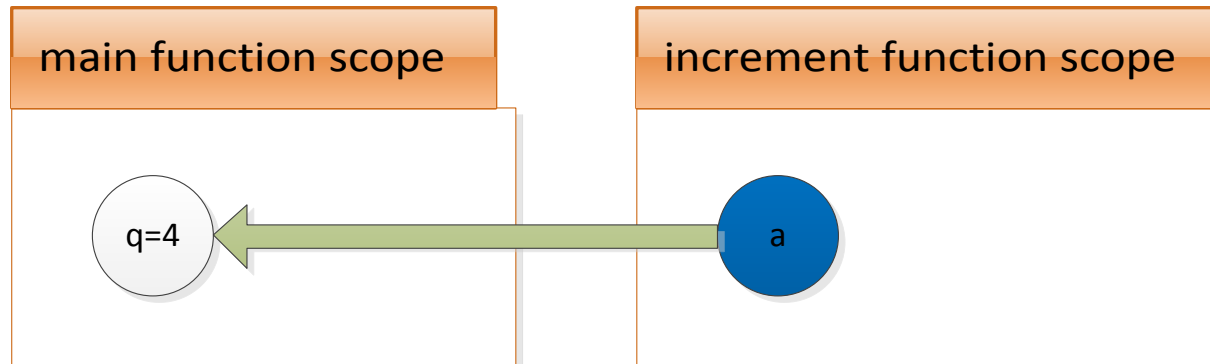 main function scope
increment function scope
q=4
a